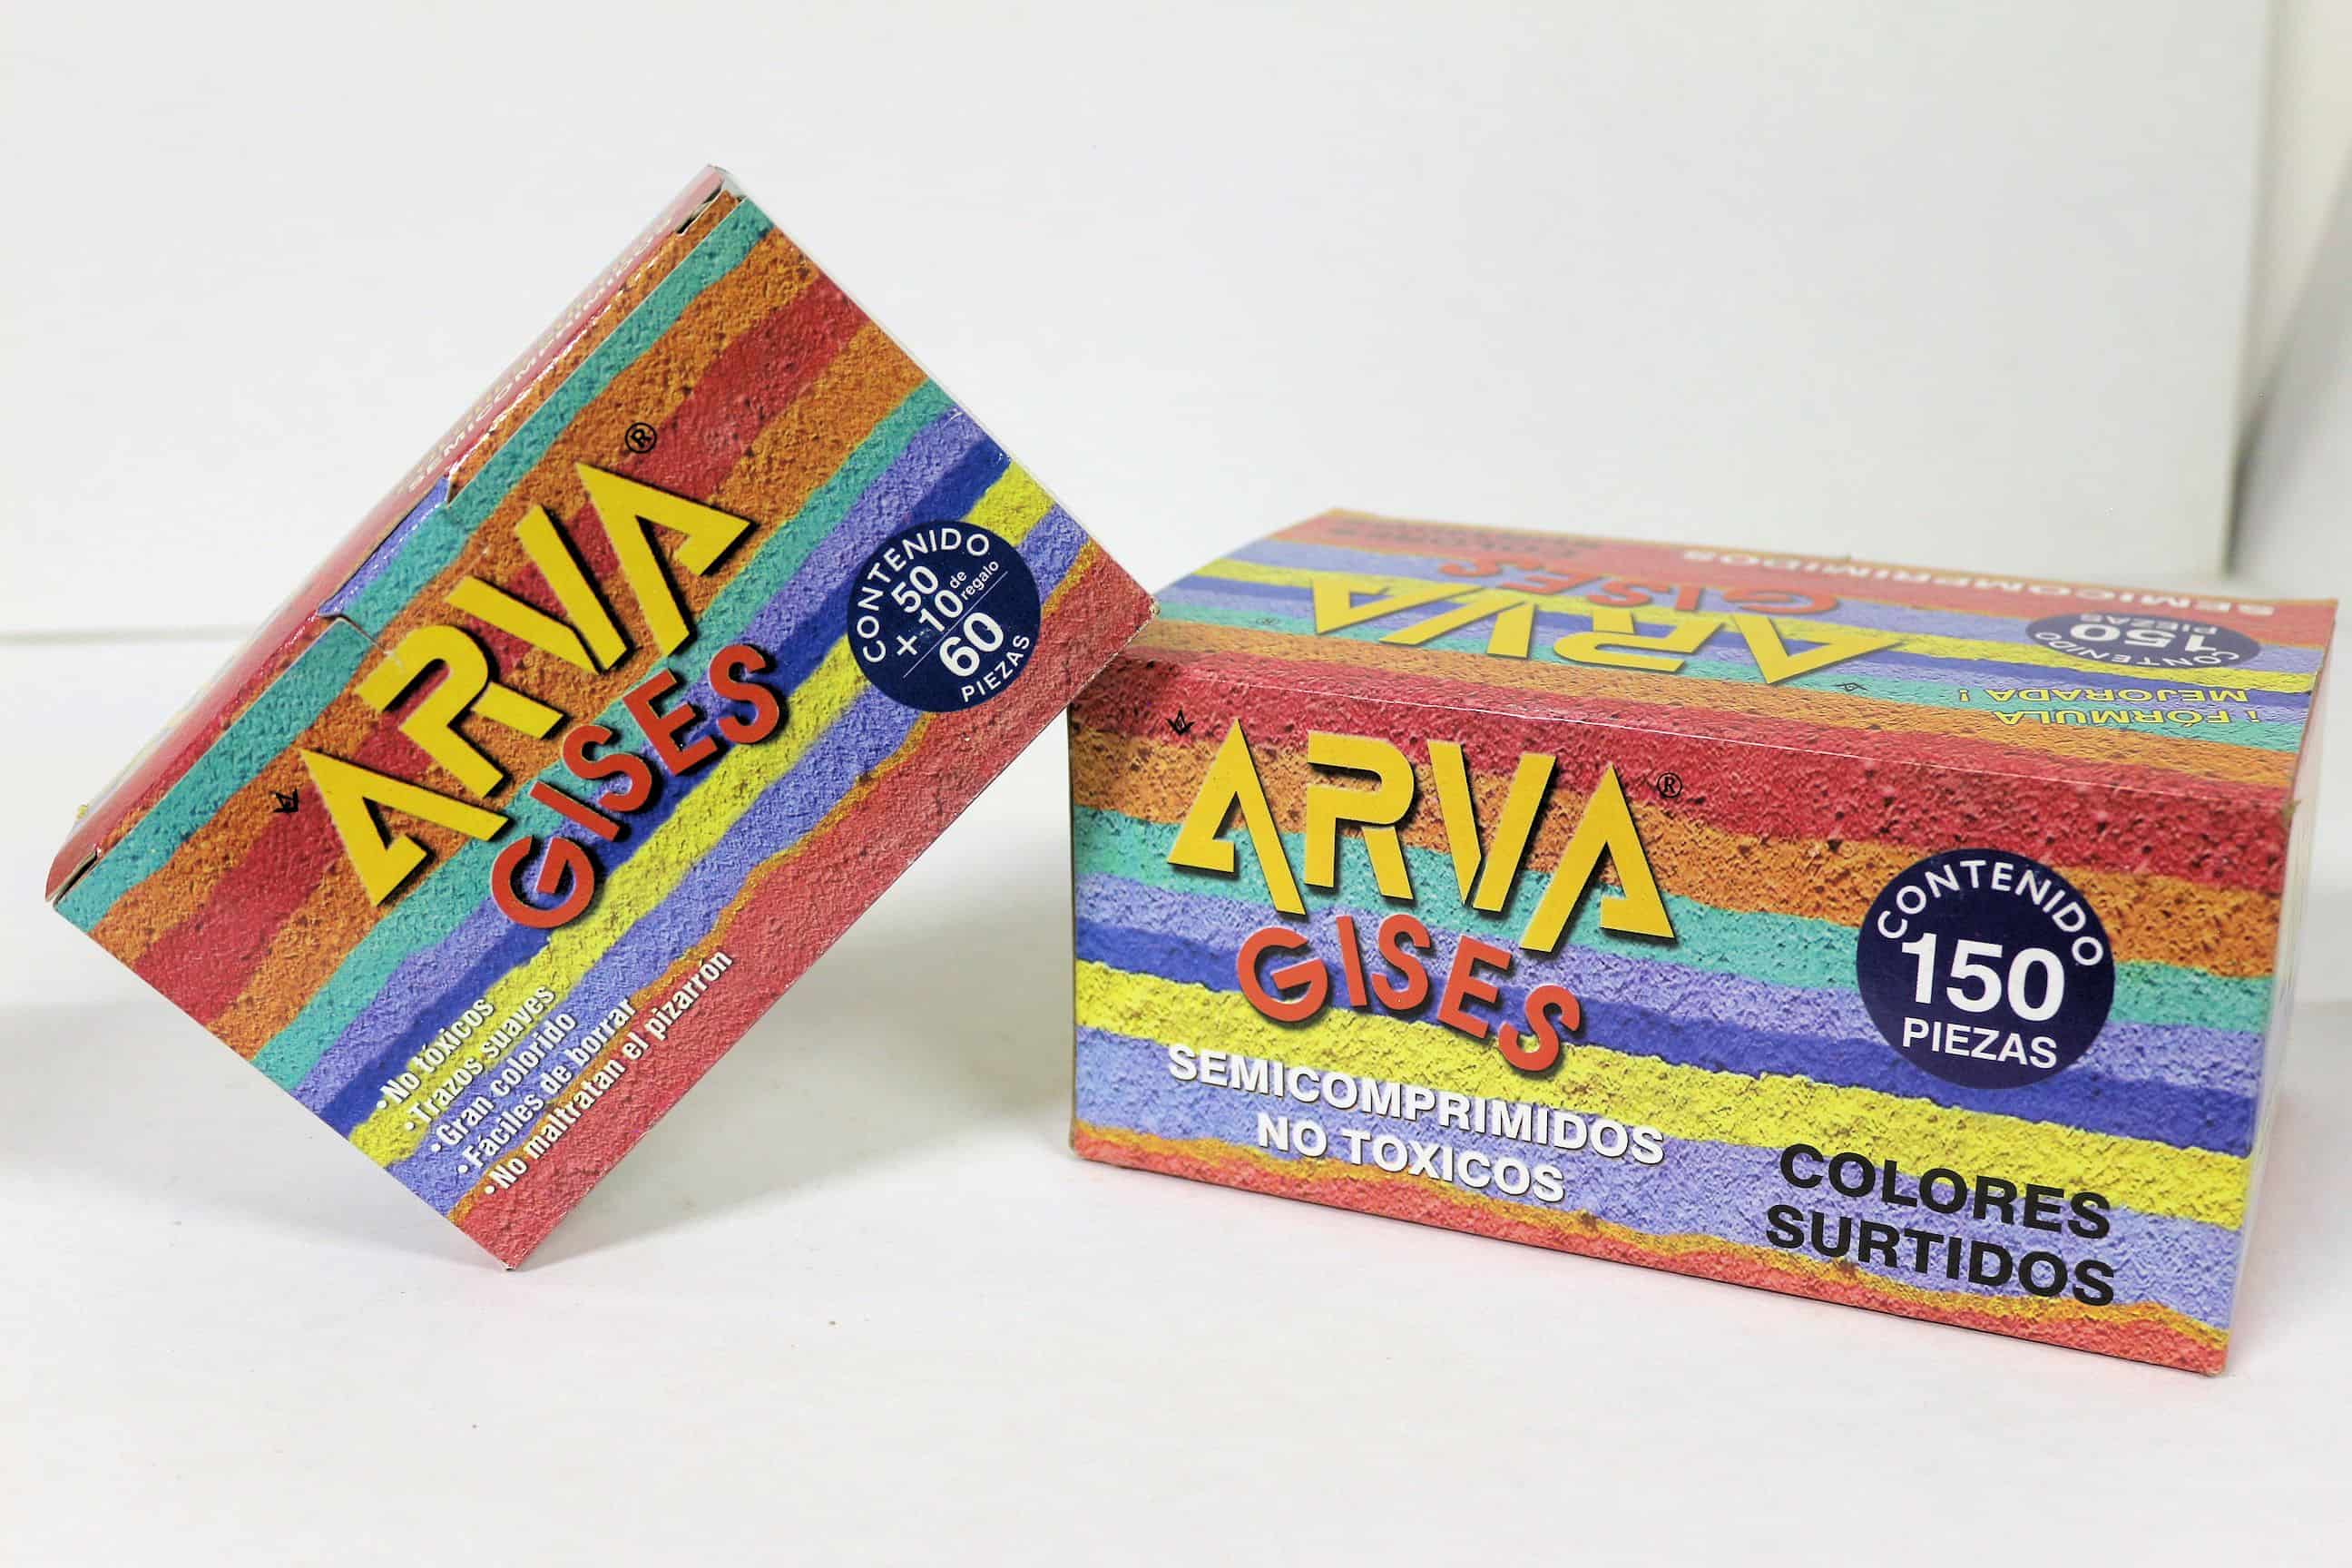 SEMICOMPRIMIDOS
ARVA®
GISES
CONTENIDO
50
+ 10 de regalo
60
PIEZAS
• No tóxicos
• Trazos suaves
• Gran colorido
• Fáciles de borrar
• No maltratan el pizarrón
SEMICOMPRIMIDOS
GISES
ARVA
CONTENIDO
150
PIEZAS
¡FÓRMULA
MEJORADA!
ARVA®
GISES
CONTENIDO
150
PIEZAS
SEMICOMPRIMIDOS
NO TOXICOS
COLORES
SURTIDOS